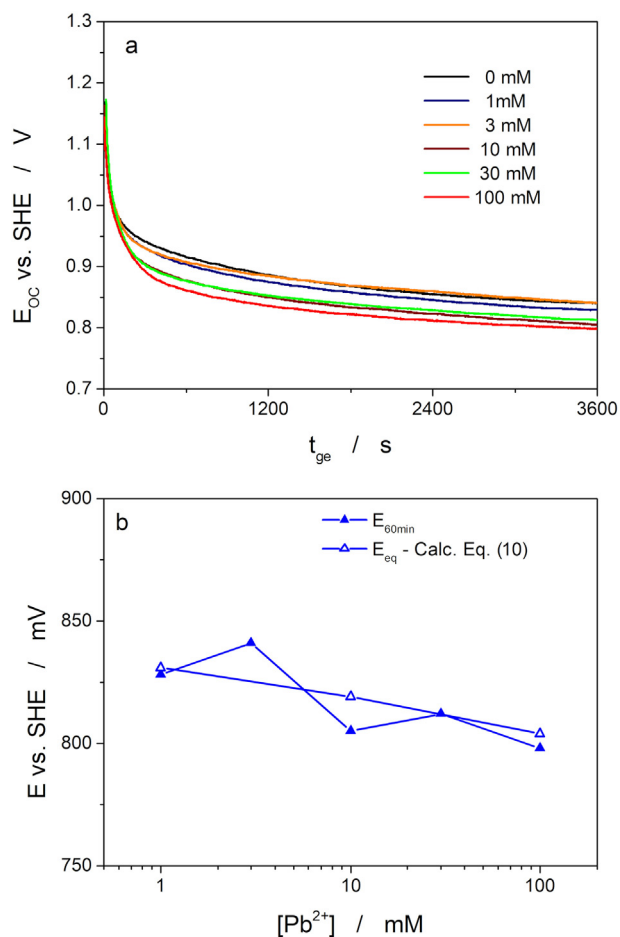 a
1.3
1.2
1.1
1.0
0.9
0.8
0.7
E_OC vs. SHE / V
0 mM
1mM
3 mM
10 mM
30 mM
100 mM
0 1200 2400 3600
t_ge / s
b
900
850
800
750
E vs. SHE / mV
E_60min
E_eq - Calc. Eq. (10)
1 10 100
[Pb²⁺] / mM